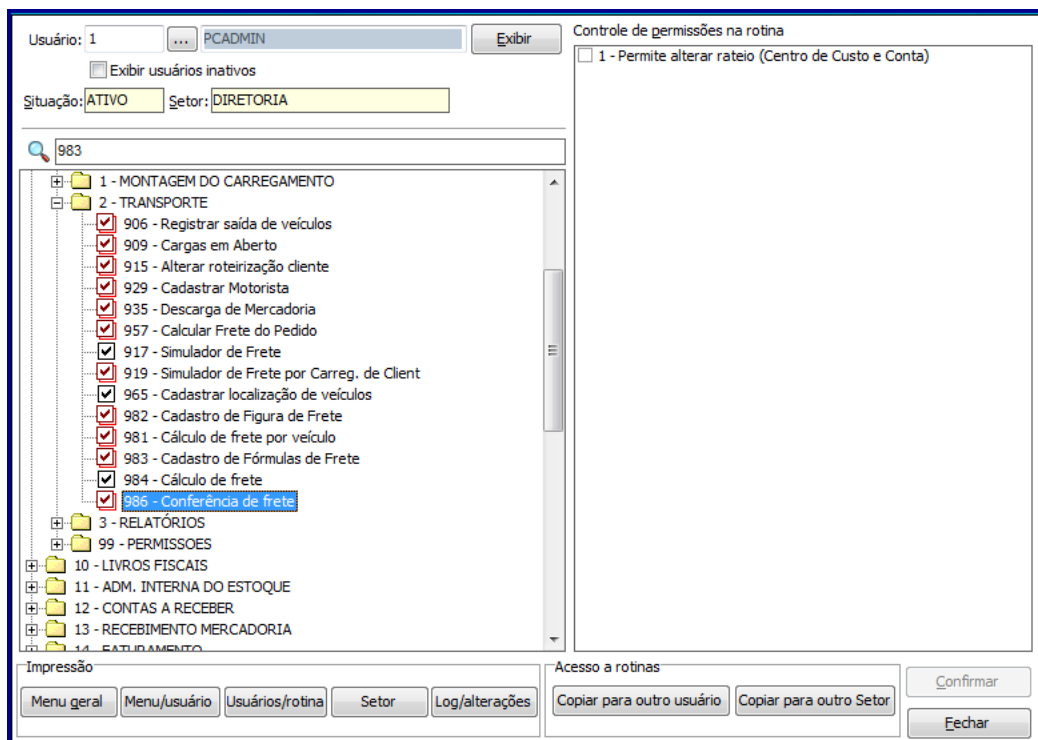 Usuário: 1 ... PCADMIN Exibir
Exibir usuários inativos
Situação: ATIVO Setor: DIRETORIA
983
1 - MONTAGEM DO CARREGAMENTO
2 - TRANSPORTE
906 - Registrar saída de veículos
909 - Cargas em Aberto
915 - Alterar roteirização cliente
929 - Cadastrar Motorista
935 - Descarga de Mercadoria
957 - Calcular Frete do Pedido
917 - Simulador de Frete
919 - Simulador de Frete por Carreg. de Client
965 - Cadastrar localização de veículos
982 - Cadastro de Figura de Frete
981 - Cálculo de frete por veículo
983 - Cadastro de Fórmulas de Frete
984 - Cálculo de frete
986 - Conferência de frete
3 - RELATÓRIOS
99 - PERMISSOES
10 - LIVROS FISCAIS
11 - ADM. INTERNA DO ESTOQUE
12 - CONTAS A RECEBER
13 - RECEBIMENTO MERCADORIA
14 - FATURAMENTO
Controle de permissões na rotina
1 - Permite alterar rateio (Centro de Custo e Conta)
Impressão
Menu geral Menu/usuário Usuários/rotina Setor Log/alterações
Acesso a rotinas
Copiar para outro usuário Copiar para outro Setor
Confirmar
Fechar